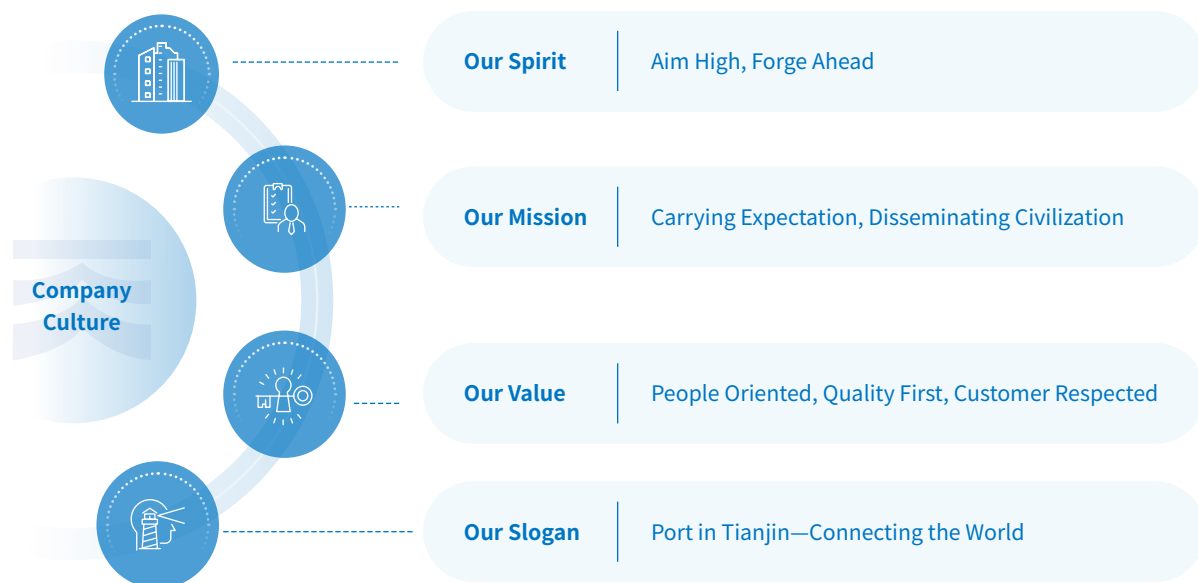 Our Spirit Aim High, Forge Ahead
Our Mission Carrying Expectation, Disseminating Civilization
Company
Culture
Our Value People Oriented, Quality First, Customer Respected
Our Slogan Port in Tianjin—Connecting the World